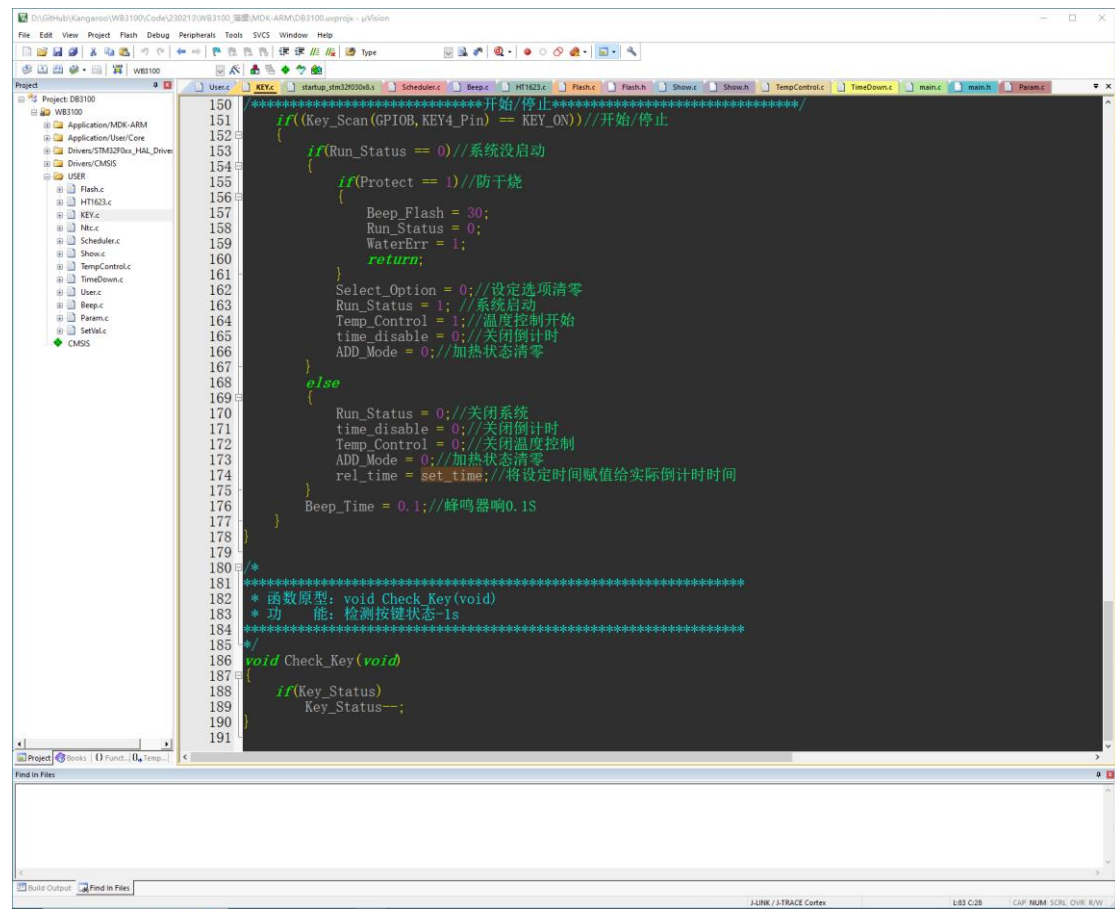 D:\GitHub\Kangaroo\WB3100\Code\230213\WB3100_薄膜\MDK-ARM\DB3100.uvprojx - µVision
File Edit View Project Flash Debug Peripherals Tools SVCS Window Help
Type
WB3100
Project
User.c KEY.c startup_stm32f030x8.s Scheduler.c Beep.c HT1623.c Flash.c Flash.h Show.c Show.h TempControl.c TimeDown.c main.c main.h Param.c
Project: DB3100
WB3100
Application/MDK-ARM
Application/User/Core
Drivers/STM32F0xx_HAL_Driver
Drivers/CMSIS
USER
Flash.c
HT1623.c
KEY.c
Ntc.c
Scheduler.c
Show.c
TempControl.c
TimeDown.c
User.c
Beep.c
Param.c
SetVal.c
CMSIS
150 /******************************开始/停止********************************/
151 if((Key_Scan(GPIOB,KEY4_Pin) == KEY_ON))//开始/停止
152 {
153 if(Run_Status == 0)//系统没启动
154 {
155 if(Protect == 1)//防干烧
156 {
157 Beep_Flash = 30;
158 Run_Status = 0;
159 WaterErr = 1;
160 return;
161 }
162 Select_Option = 0;//设定选项清零
163 Run_Status = 1; //系统启动
164 Temp_Control = 1;//温度控制开始
165 time_disable = 0;//关闭倒计时
166 ADD_Mode = 0;//加热状态清零
167 }
168 else
169 {
170 Run_Status = 0;//关闭系统
171 time_disable = 0;//关闭倒计时
172 Temp_Control = 0;//关闭温度控制
173 ADD_Mode = 0;//加热状态清零
174 rel_time = set_time;//将设定时间赋值给实际倒计时时间
175 }
176 Beep_Time = 0.1;//蜂鸣器响0.1S
177 }
178 }
179
180 /*
181 *****************************************************************
182 * 函数原型: void Check_Key(void)
183 * 功 能: 检测按键状态-1s
184 *****************************************************************
185 */
186 void Check_Key(void)
187 {
188 if(Key_Status)
189 Key_Status--;
190 }
191
Project Books {} Funct... 0 Temp...
Find In Files
Build Output Find In Files
J-LINK / J-TRACE Cortex L:83 C:28 CAP NUM SCRL OVR R/W